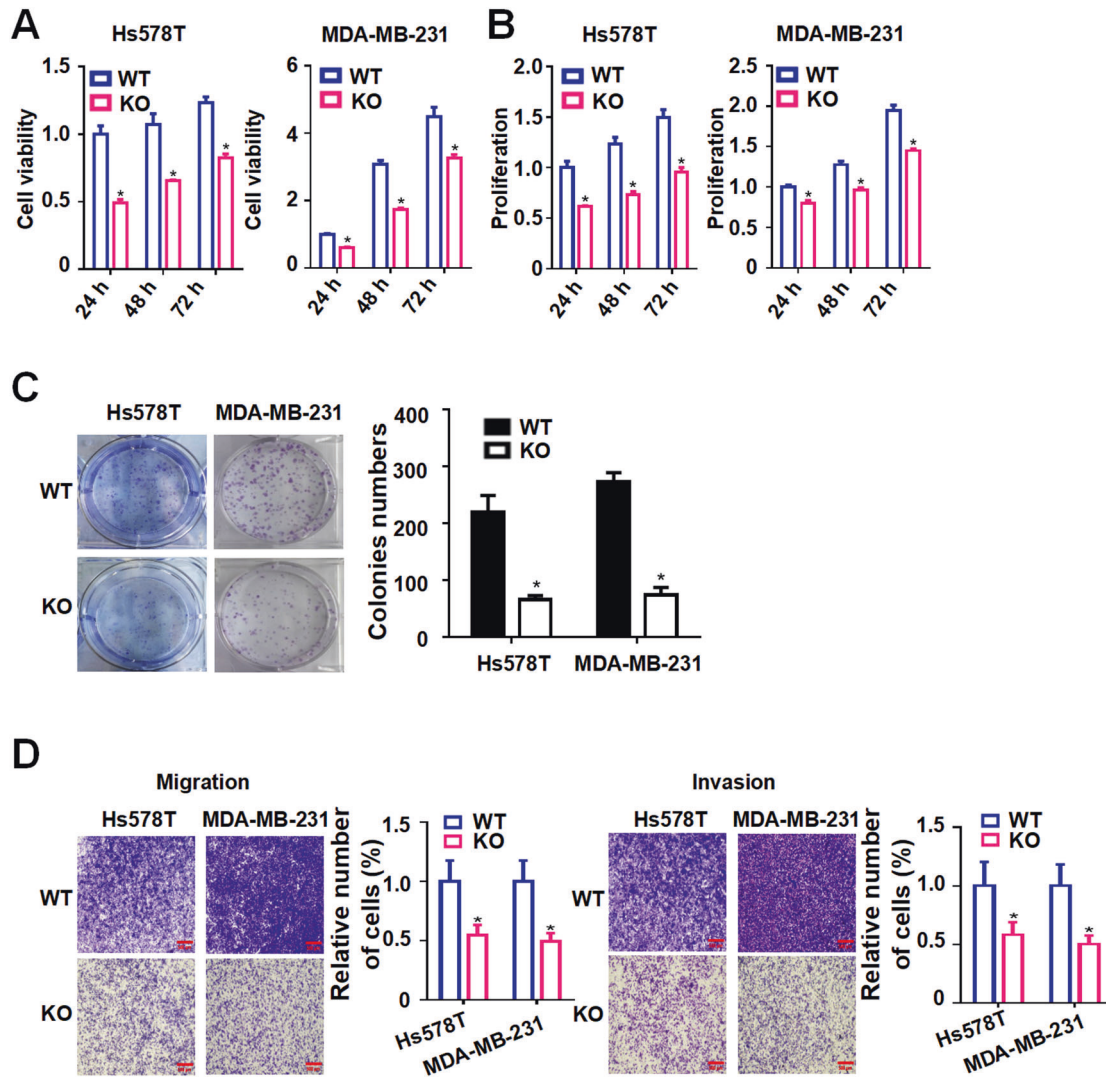 A
Hs578T
Cell viability
1.5
1.0
0.5
0
WT
KO
*
*
*
24 h
48 h
72 h
MDA-MB-231
Cell viability
6
4
2
0
WT
KO
*
*
*
24 h
48 h
72 h
B
Hs578T
Proliferation
2.0
1.5
1.0
0.5
0
WT
KO
*
*
*
24 h
48 h
72 h
MDA-MB-231
Proliferation
2.5
2.0
1.5
1.0
0.5
0
WT
KO
*
*
*
24 h
48 h
72 h
C
Hs578T
MDA-MB-231
WT
KO
Colonies numbers
400
300
200
100
0
WT
KO
*
*
Hs578T
MDA-MB-231
D
Migration
Hs578T
MDA-MB-231
WT
KO
Relative number
of cells (%)
1.5
1.0
0.5
0
WT
KO
*
*
Hs578T
MDA-MB-231
Invasion
Hs578T
MDA-MB-231
WT
KO
Relative number
of cells (%)
1.5
1.0
0.5
0
WT
KO
*
*
Hs578T
MDA-MB-231